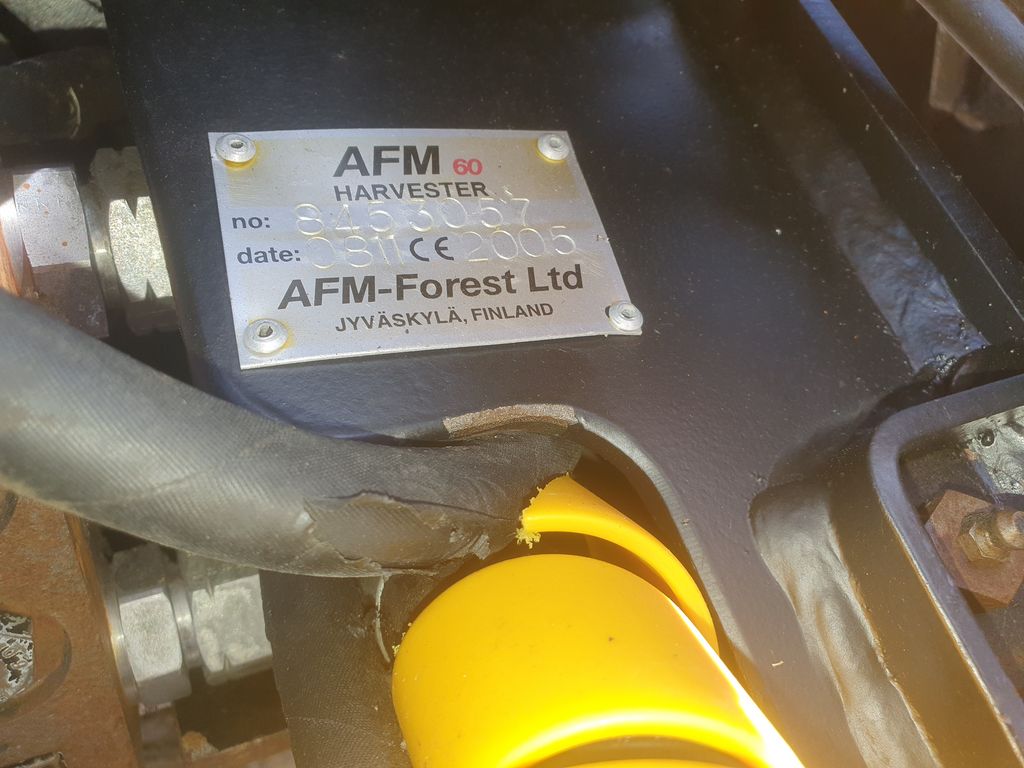 AFM 60
HARVESTER
no: 8453057
date: 0811 CE 2005
AFM-Forest Ltd
JYVÄSKYLÄ, FINLAND